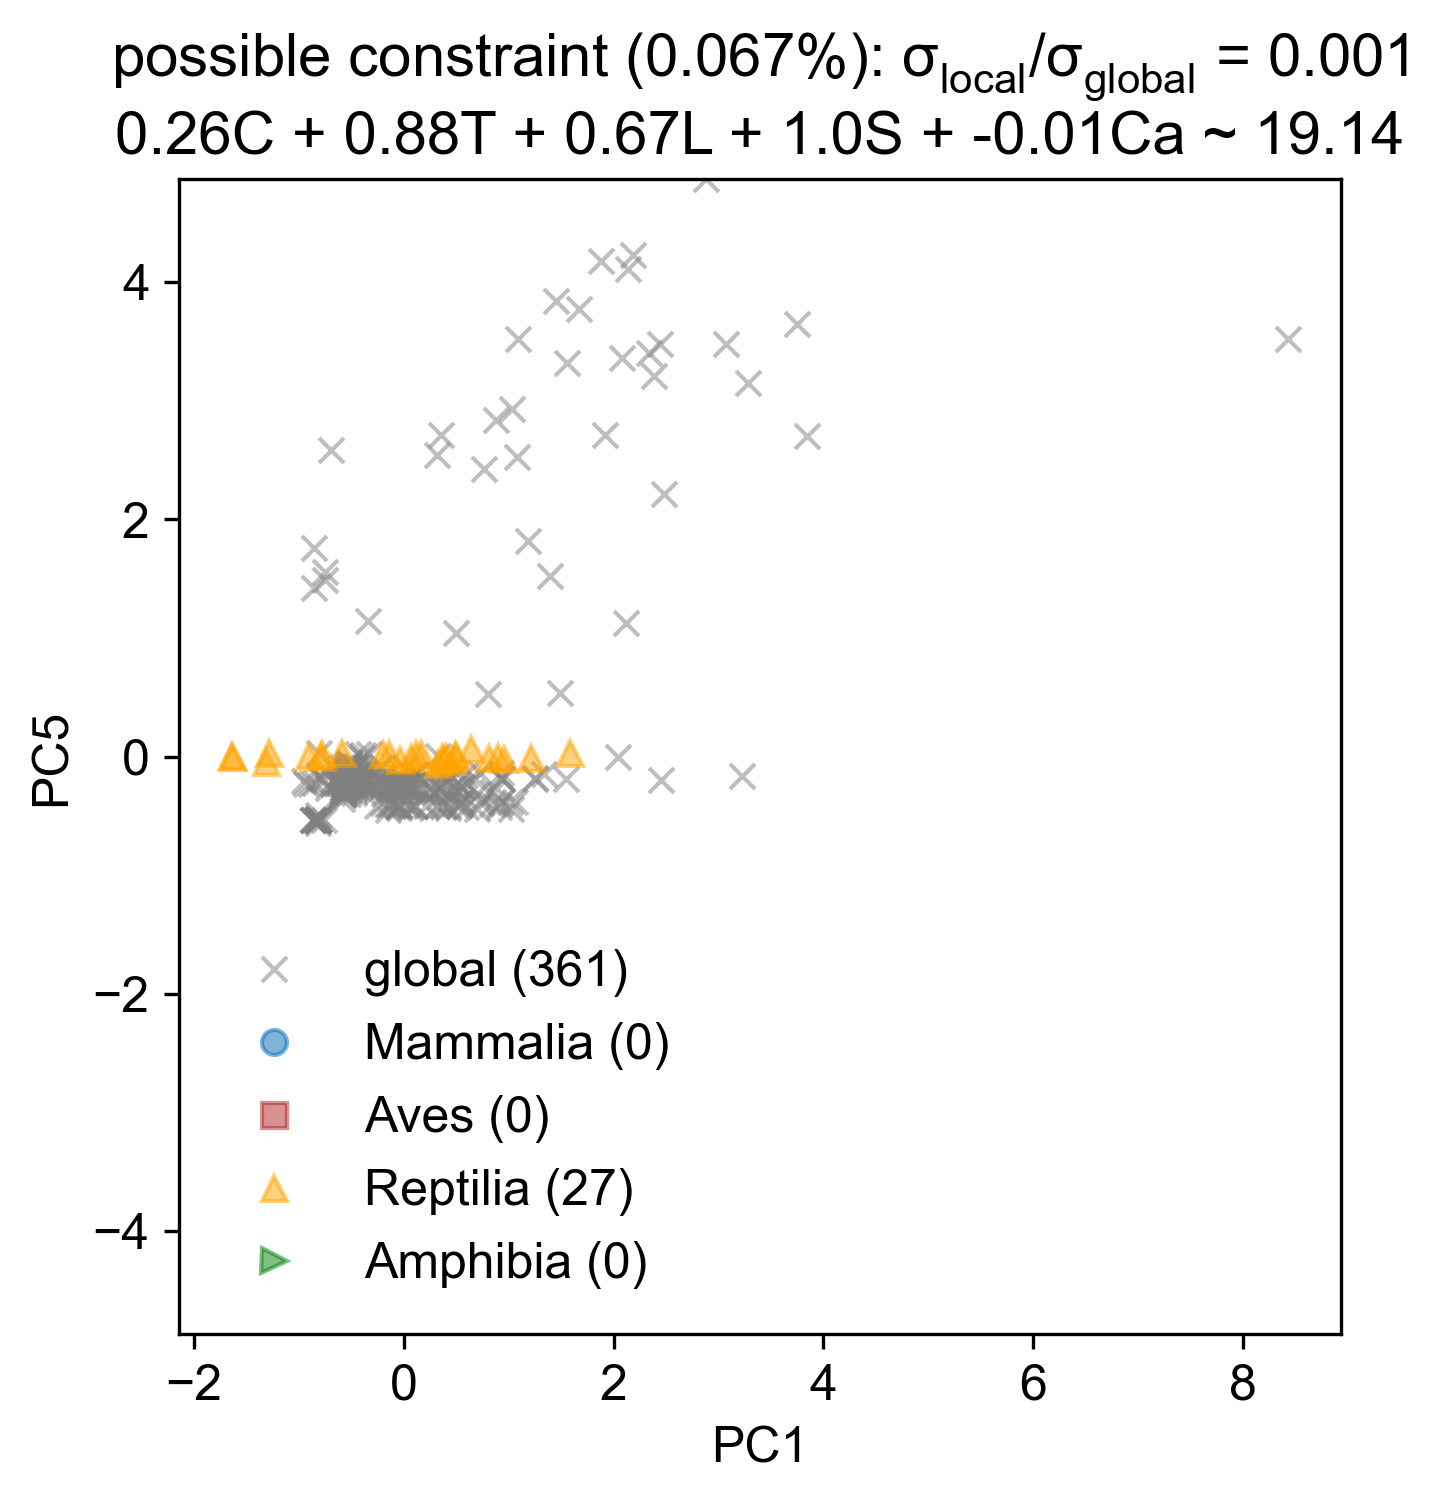 possible constraint (0.067%): σlocal/σglobal = 0.001
0.26C + 0.88T + 0.67L + 1.0S + -0.01Ca ~ 19.14
4
2
0
−2
−4
PC5
global (361)
Mammalia (0)
Aves (0)
Reptilia (27)
Amphibia (0)
−2 0 2 4 6 8
PC1